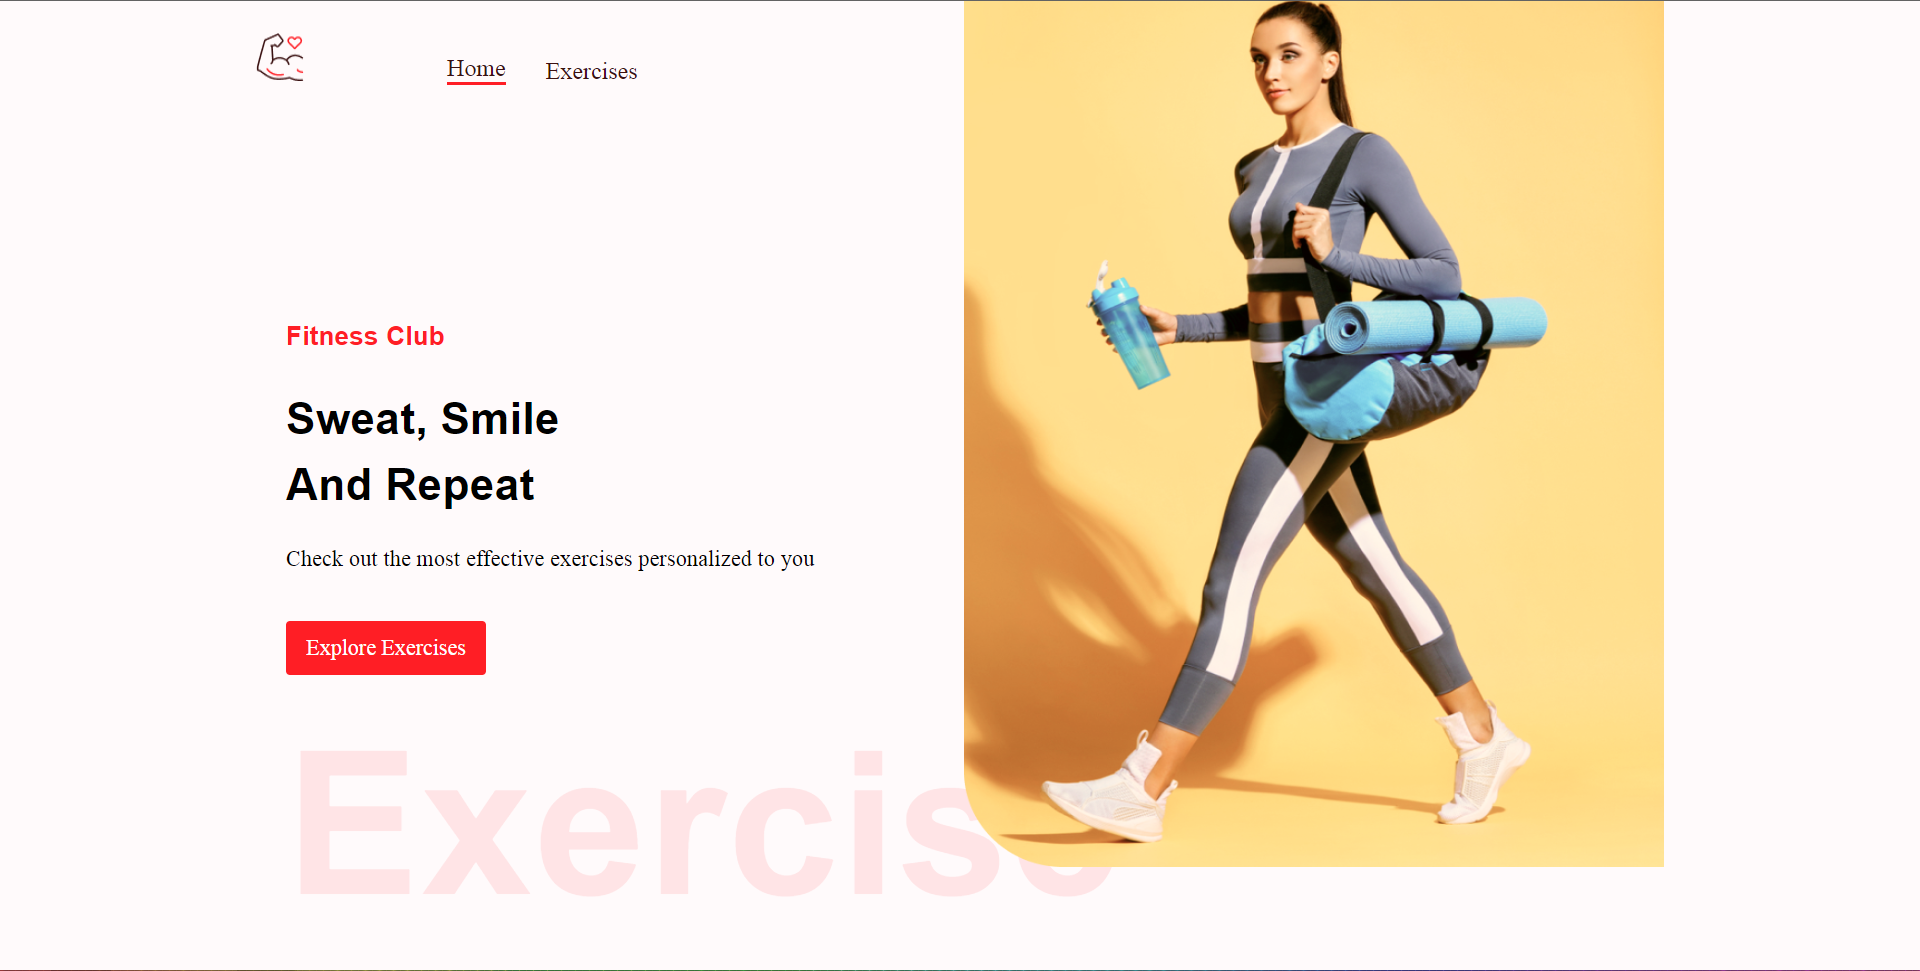 Home Exercises
Fitness Club
Sweat, Smile
And Repeat
Check out the most effective exercises personalized to you
Explore Exercises
Exercise